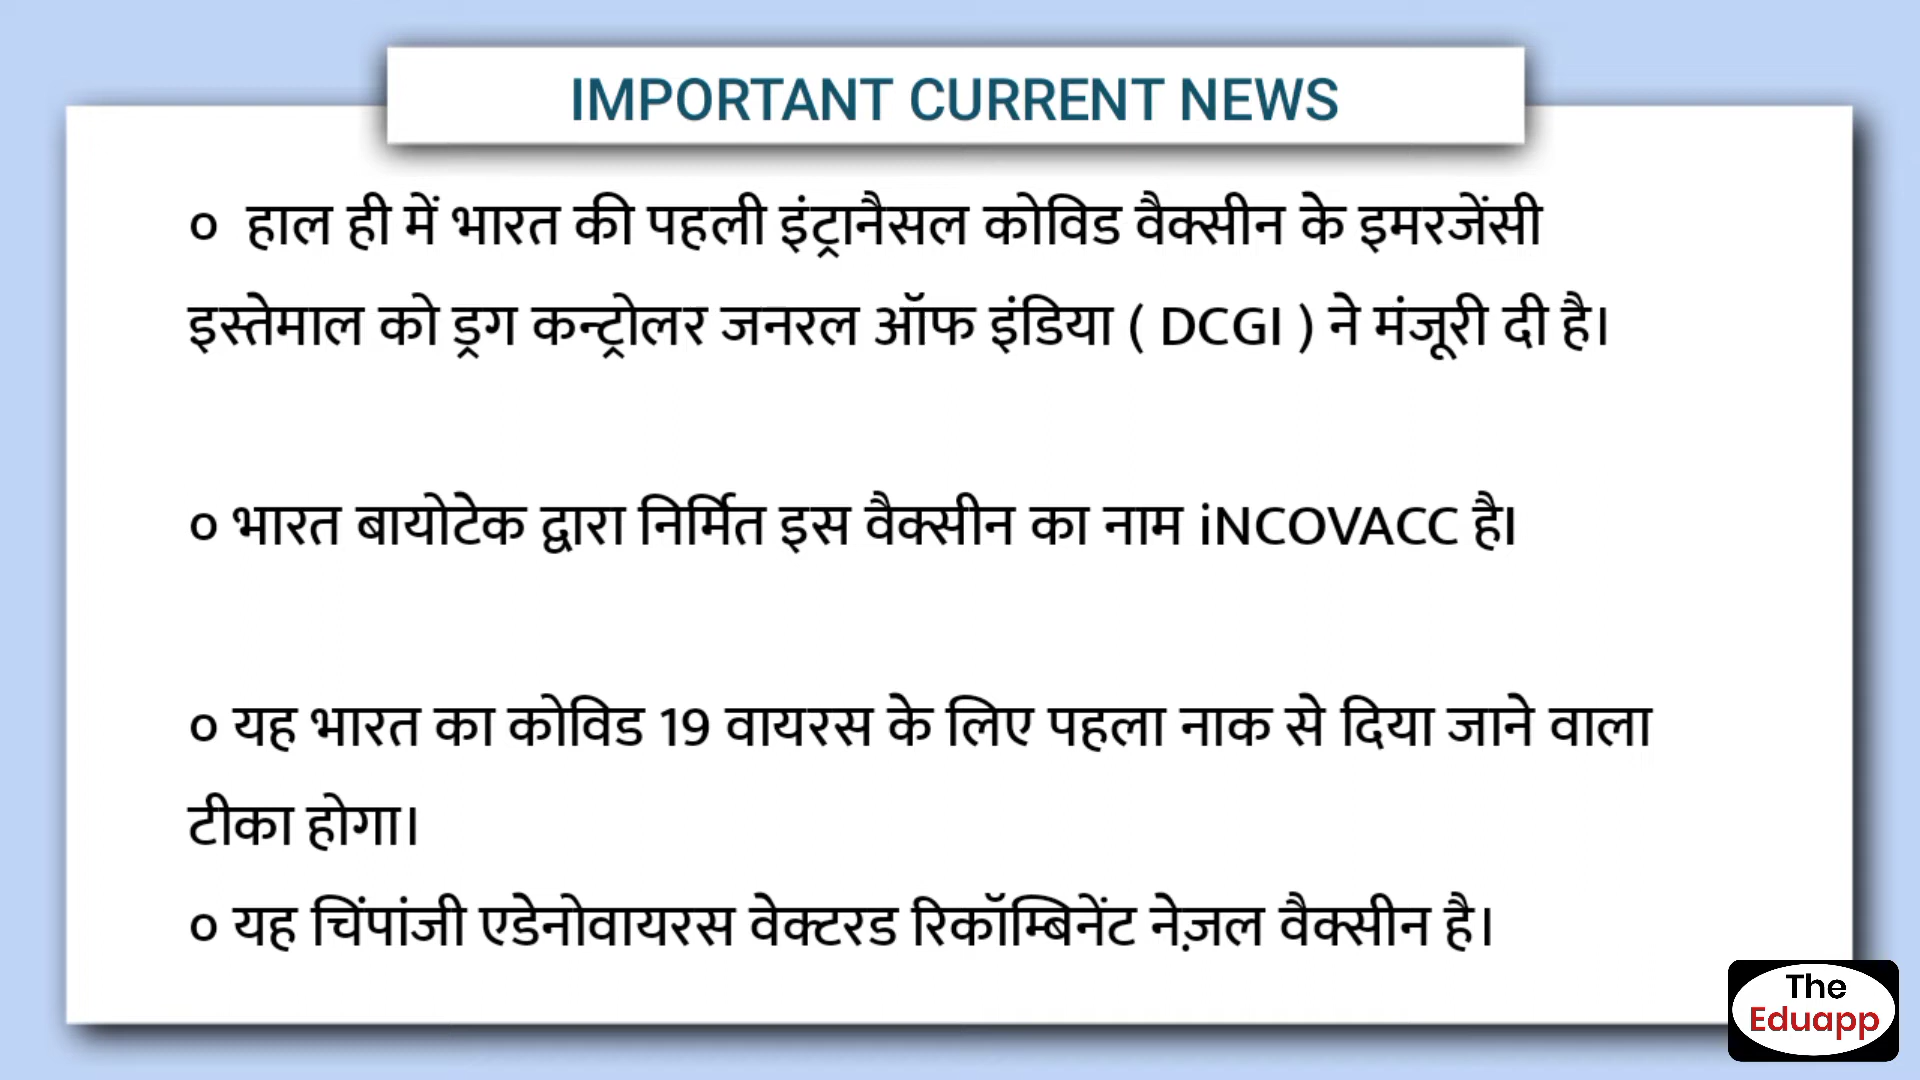 IMPORTANT CURRENT NEWS
o हाल ही में भारत की पहली इंट्रानैसल कोविड वैक्सीन के इमरजेंसी
इस्तेमाल को ड्रग कन्ट्रोलर जनरल ऑफ इंडिया ( DCGI ) ने मंजूरी दी है।
o भारत बायोटेक द्वारा निर्मित इस वैक्सीन का नाम iNCOVACC हैI
o यह भारत का कोविड 19 वायरस के लिए पहला नाक से दिया जाने वाला
टीका होगा।
o यह चिंपांजी एडेनोवायरस वेक्टरड रिकॉम्बिनेंट नेज़ल वैक्सीन है।
The
Eduapp